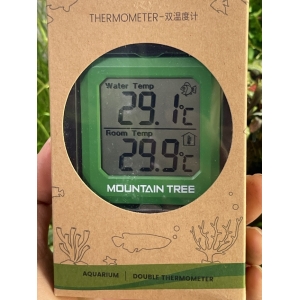 THERMOMETER-双温度计
Water Temp
29.1°C
Room Temp
29.9°C
MOUNTAIN TREE
AQUARIUM | DOUBLE THERMOMETER